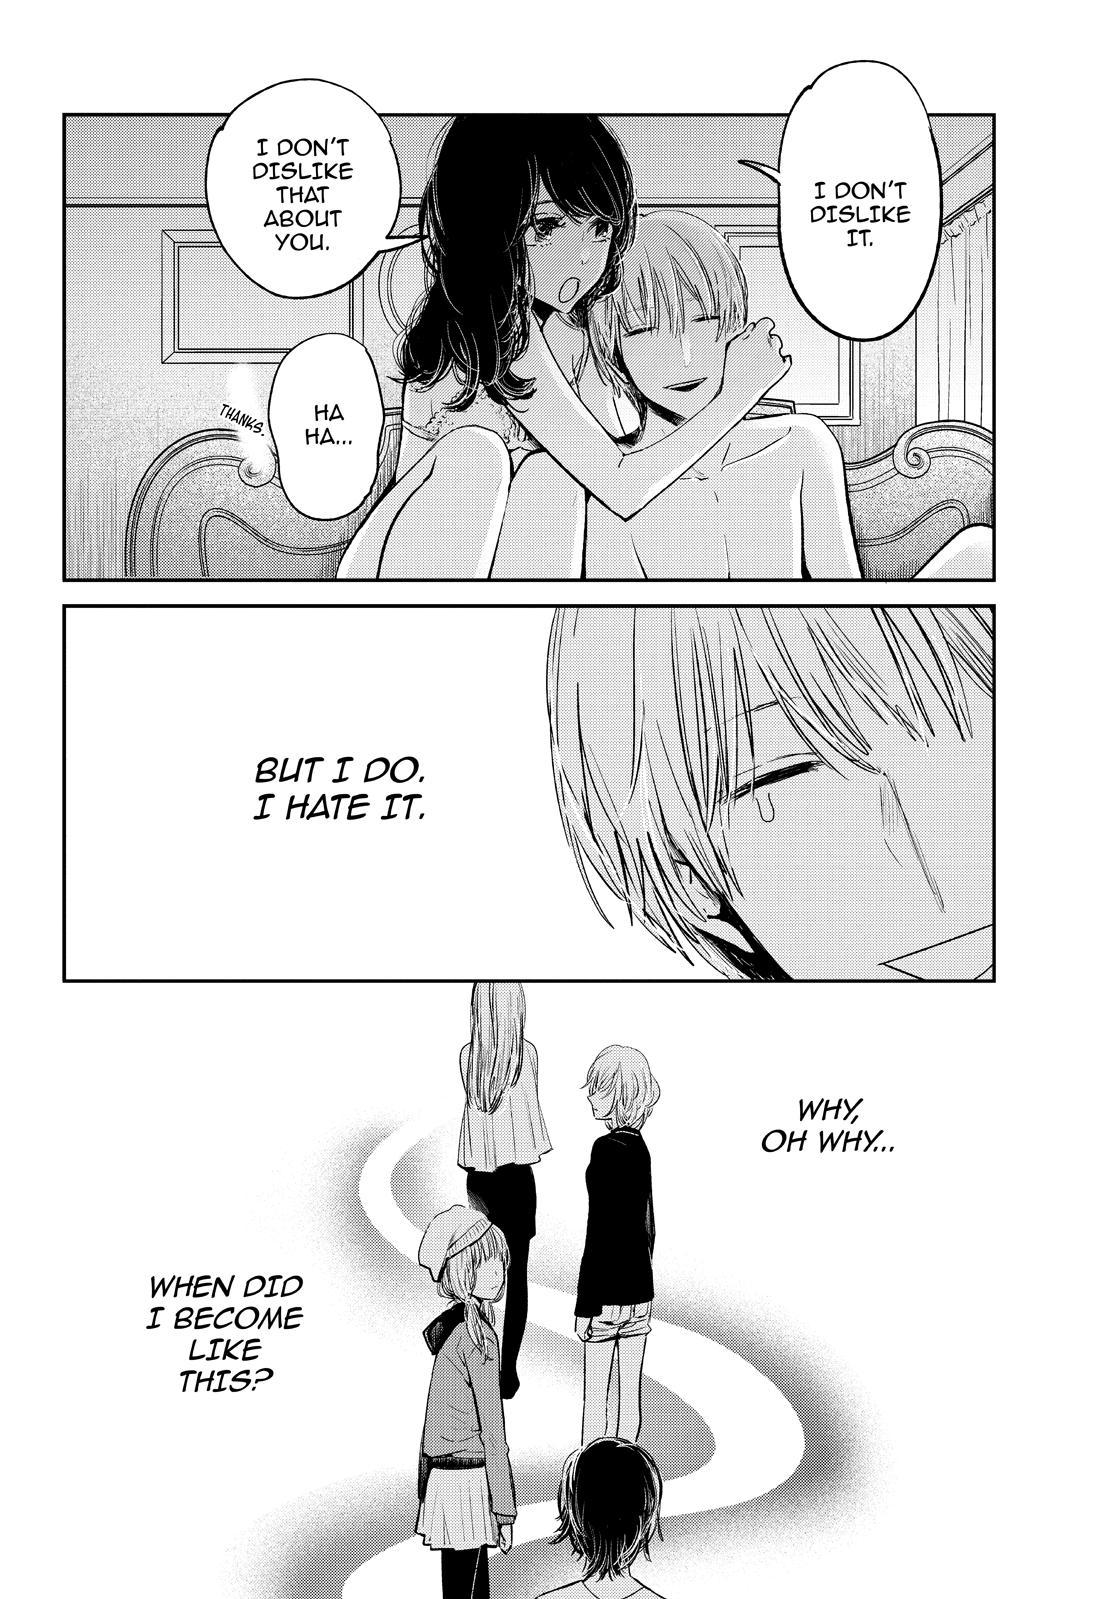 I DON'T
DISLIKE
IT.
I DON'T
DISLIKE
THAT
ABOUT
YOU.
HA
HA...
THANKS.
BUT I DO.
I HATE IT.
WHY,
OH WHY...
WHEN DID
I BECOME
LIKE
THIS?